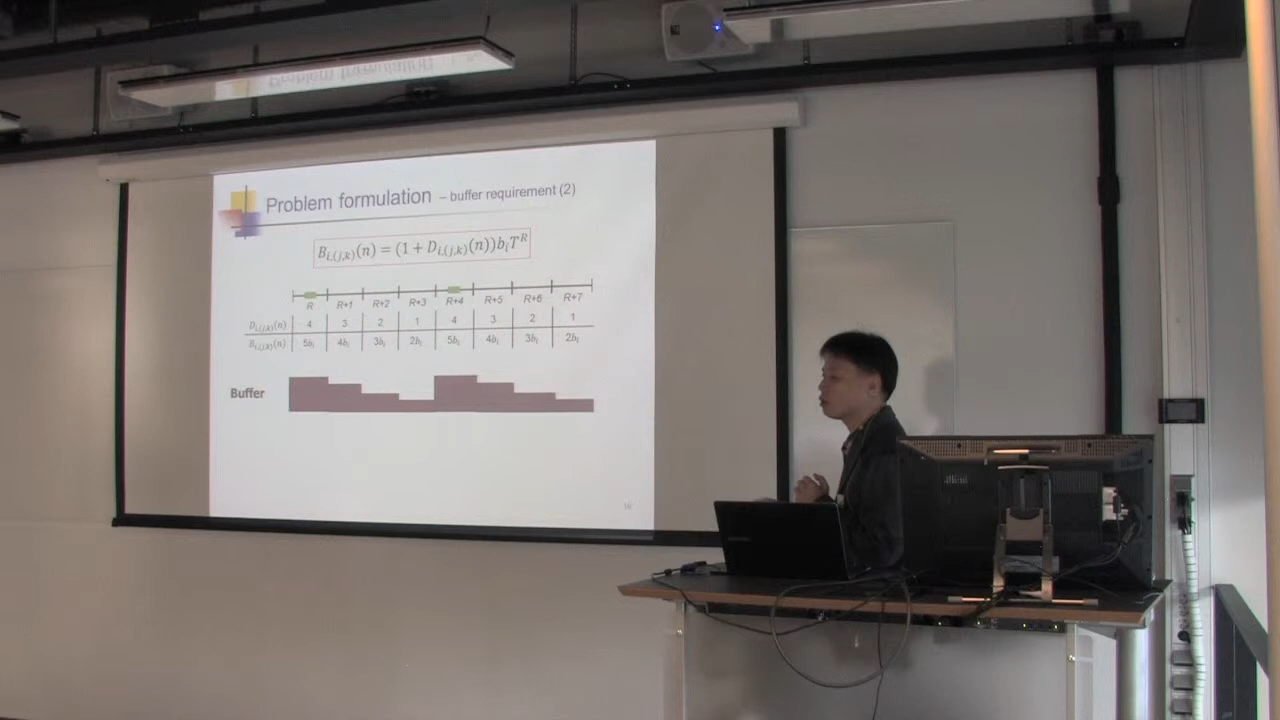 Problem formulation – buffer requirement (2)
B_{i,(j,k)}(n) = (1 + D_{i,(j,k)}(n))b_iT^R
R R+1 R+2 R+3 R+4 R+5 R+6 R+7
D_{i,(j,k)}(n) 4 3 2 1 4 3 2 1
B_{i,(j,k)}(n) 5b_i 4b_i 3b_i 2b_i 5b_i 4b_i 3b_i 2b_i
Buffer